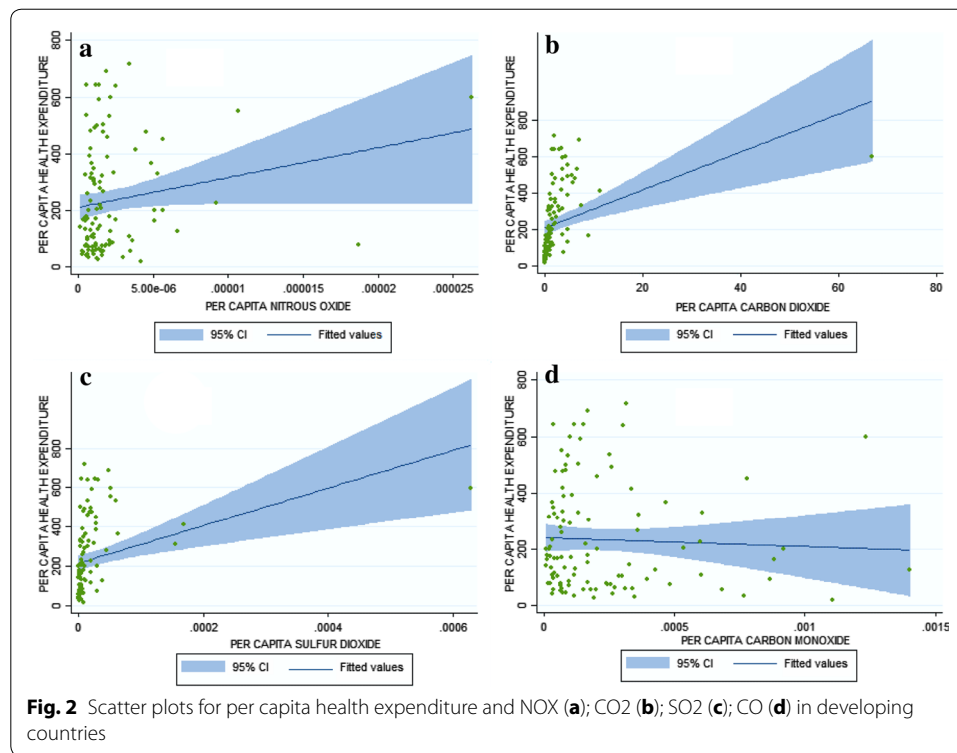 a
PER CAPITA HEALTH EXPENDITURE
800
600
400
200
0
0 5.00e-06 .00001 .000015 .00002 .000025
PER CAPITA NITROUS OXIDE
95% CI Fitted values
b
PER CAPITA HEALTH EXPENDITURE
800
600
400
200
0
0 20 40 60 80
PER CAPITA CARBON DIOXIDE
95% CI Fitted values
c
PER CAPITA HEALTH EXPENDITURE
800
600
400
200
0
0 .0002 .0004 .0006
PER CAPITA SULFUR DIOXIDE
95% CI Fitted values
d
PER CAPITA HEALTH EXPENDITURE
800
600
400
200
0
0 .0005 .001 .0015
PER CAPITA CARBON MONOXIDE
95% CI Fitted values
Fig. 2 Scatter plots for per capita health expenditure and NOX (a); CO2 (b); SO2 (c); CO (d) in developing
countries